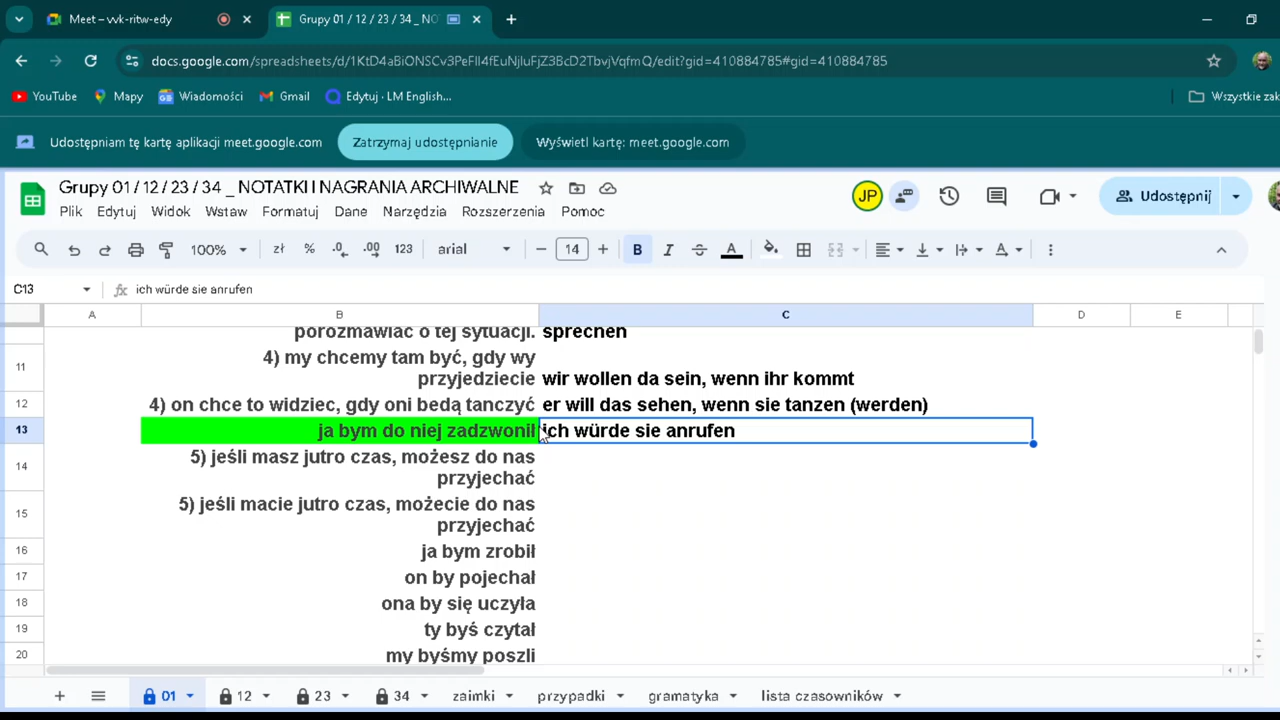 Meet – vvk-ritw-edy
Grupy 01 / 12 / 23 / 34 _ NO
docs.google.com/spreadsheets/d/1KtD4aBiONSCv3PeFIl4fEuNjluFjZ3BcD2TbvjVqfmQ/edit?gid=410884785#gid=410884785
YouTube Mapy Wiadomości Gmail Edytuj · LM English... Wszystkie zak
Udostępniam tę kartę aplikacji meet.google.com Zatrzymaj udostępnianie Wyświetl kartę: meet.google.com
Grupy 01 / 12 / 23 / 34 _ NOTATKI I NAGRANIA ARCHIWALNE
JP Udostępnij
Plik Edytuj Widok Wstaw Formatuj Dane Narzędzia Rozszerzenia Pomoc
100% zł % .0 .00 123 arial 14 B I A
C13 fx ich würde sie anrufen
A B C D E
porozmawiac o tej sytuacji. sprechen
11 4) my chcemy tam być, gdy wy
przyjedziecie wir wollen da sein, wenn ihr kommt
12 4) on chce to widziec, gdy oni bedą tanczyć er will das sehen, wenn sie tanzen (werden)
13 ja bym do niej zadzwonił ich würde sie anrufen
14 5) jeśli masz jutro czas, możesz do nas
przyjechać
15 5) jeśli macie jutro czas, możecie do nas
przyjechać
16 ja bym zrobił
17 on by pojechał
18 ona by się uczyła
19 ty byś czytał
20 my byśmy poszli
01 12 23 34 zaimki przypadki gramatyka lista czasowników